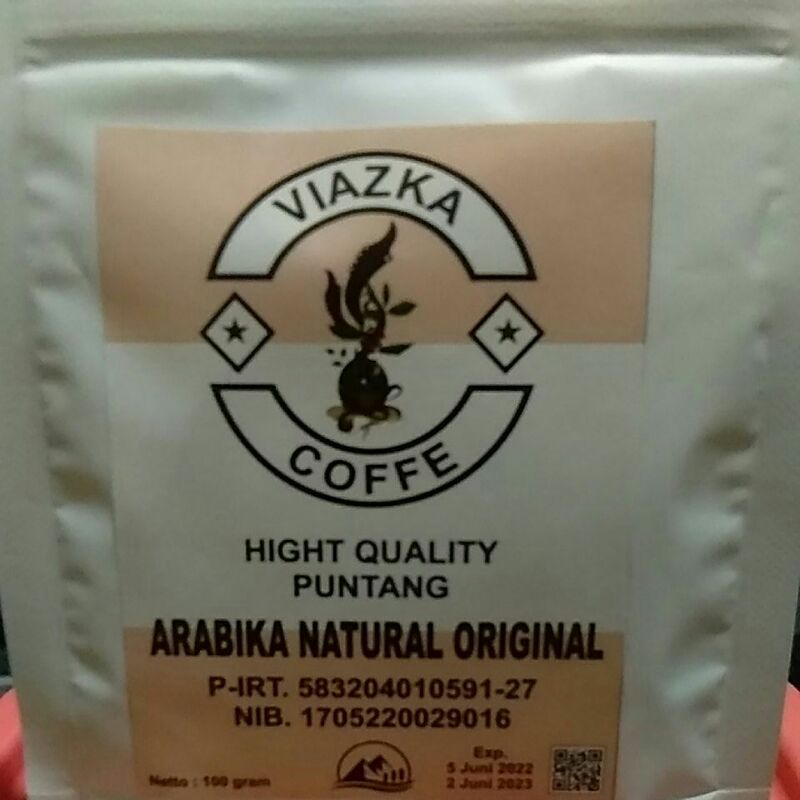 VIAZKA
COFFE
HIGHT QUALITY
PUNTANG
ARABIKA NATURAL ORIGINAL
P-IRT. 583204010591-27
NIB. 1705220029016
Netto : 100 gram
Exp.
5 Juni 2022
2 Juni 2023